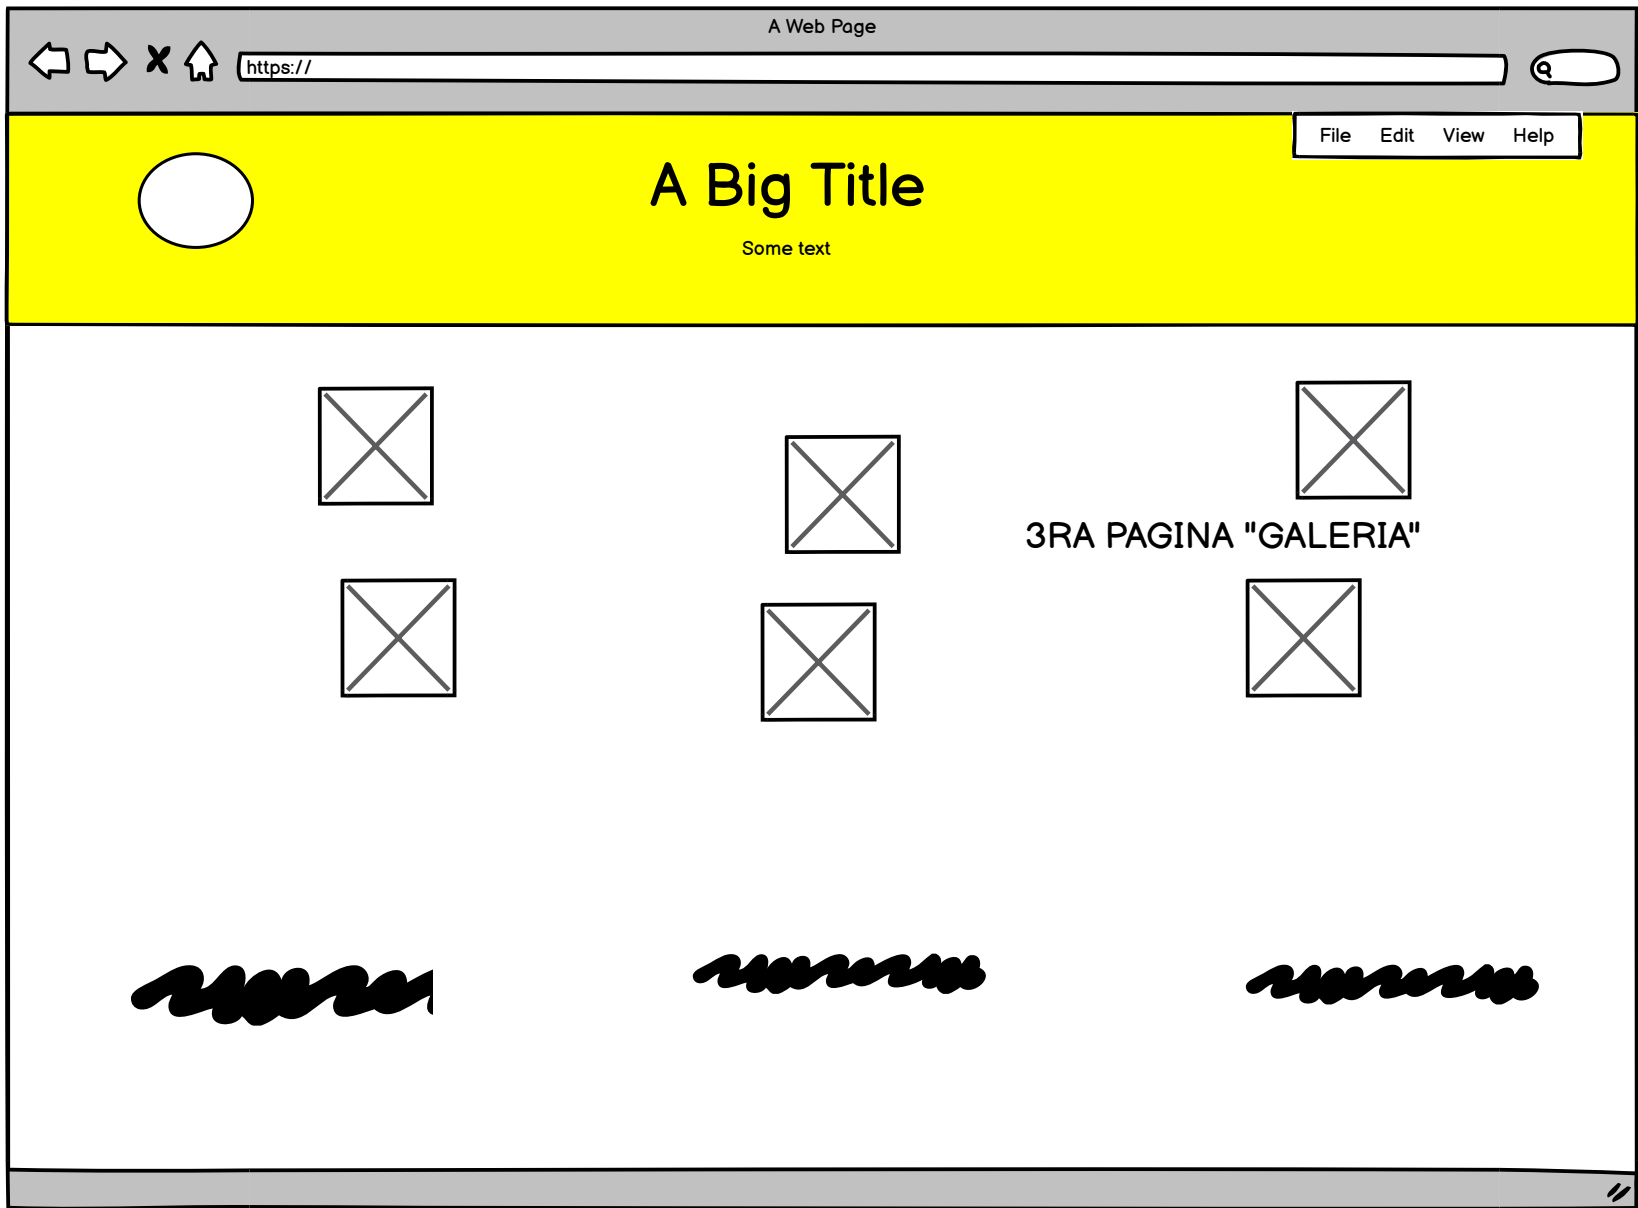 A Web Page
https://
File Edit View Help
A Big Title
Some text
3RA PAGINA "GALERIA"